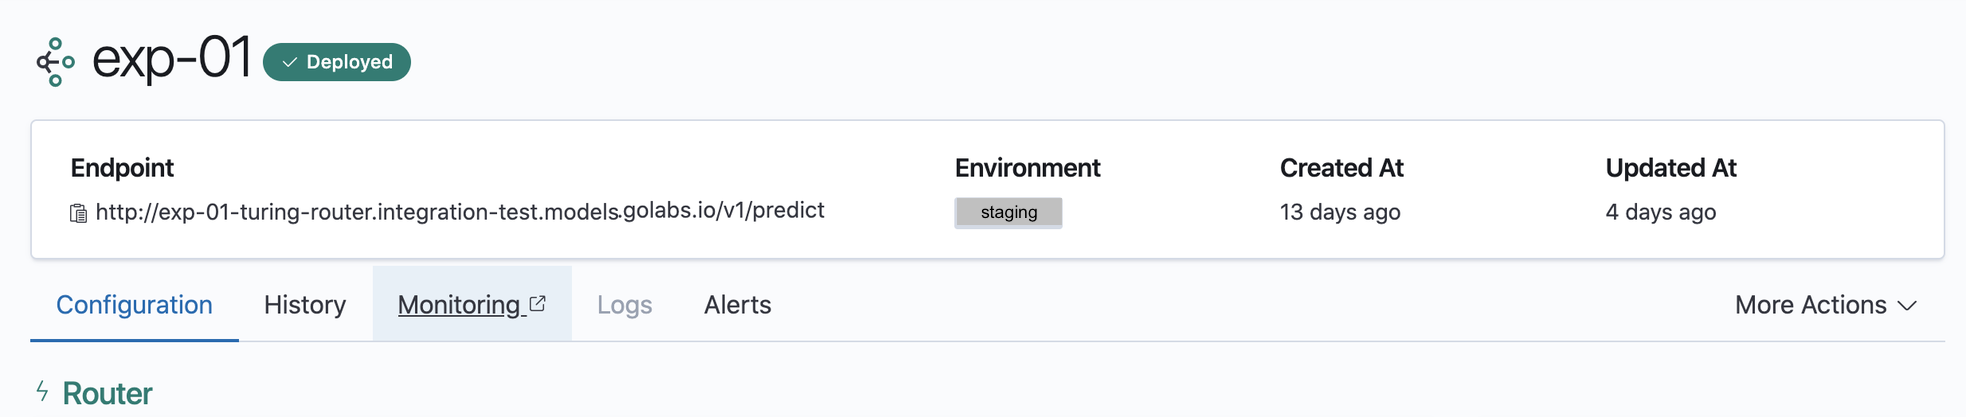 exp-01 Deployed
Endpoint Environment Created At Updated At
http://exp-01-turing-router.integration-test.models.golabs.io/v1/predict staging 13 days ago 4 days ago
Configuration History Monitoring Logs Alerts More Actions
Router